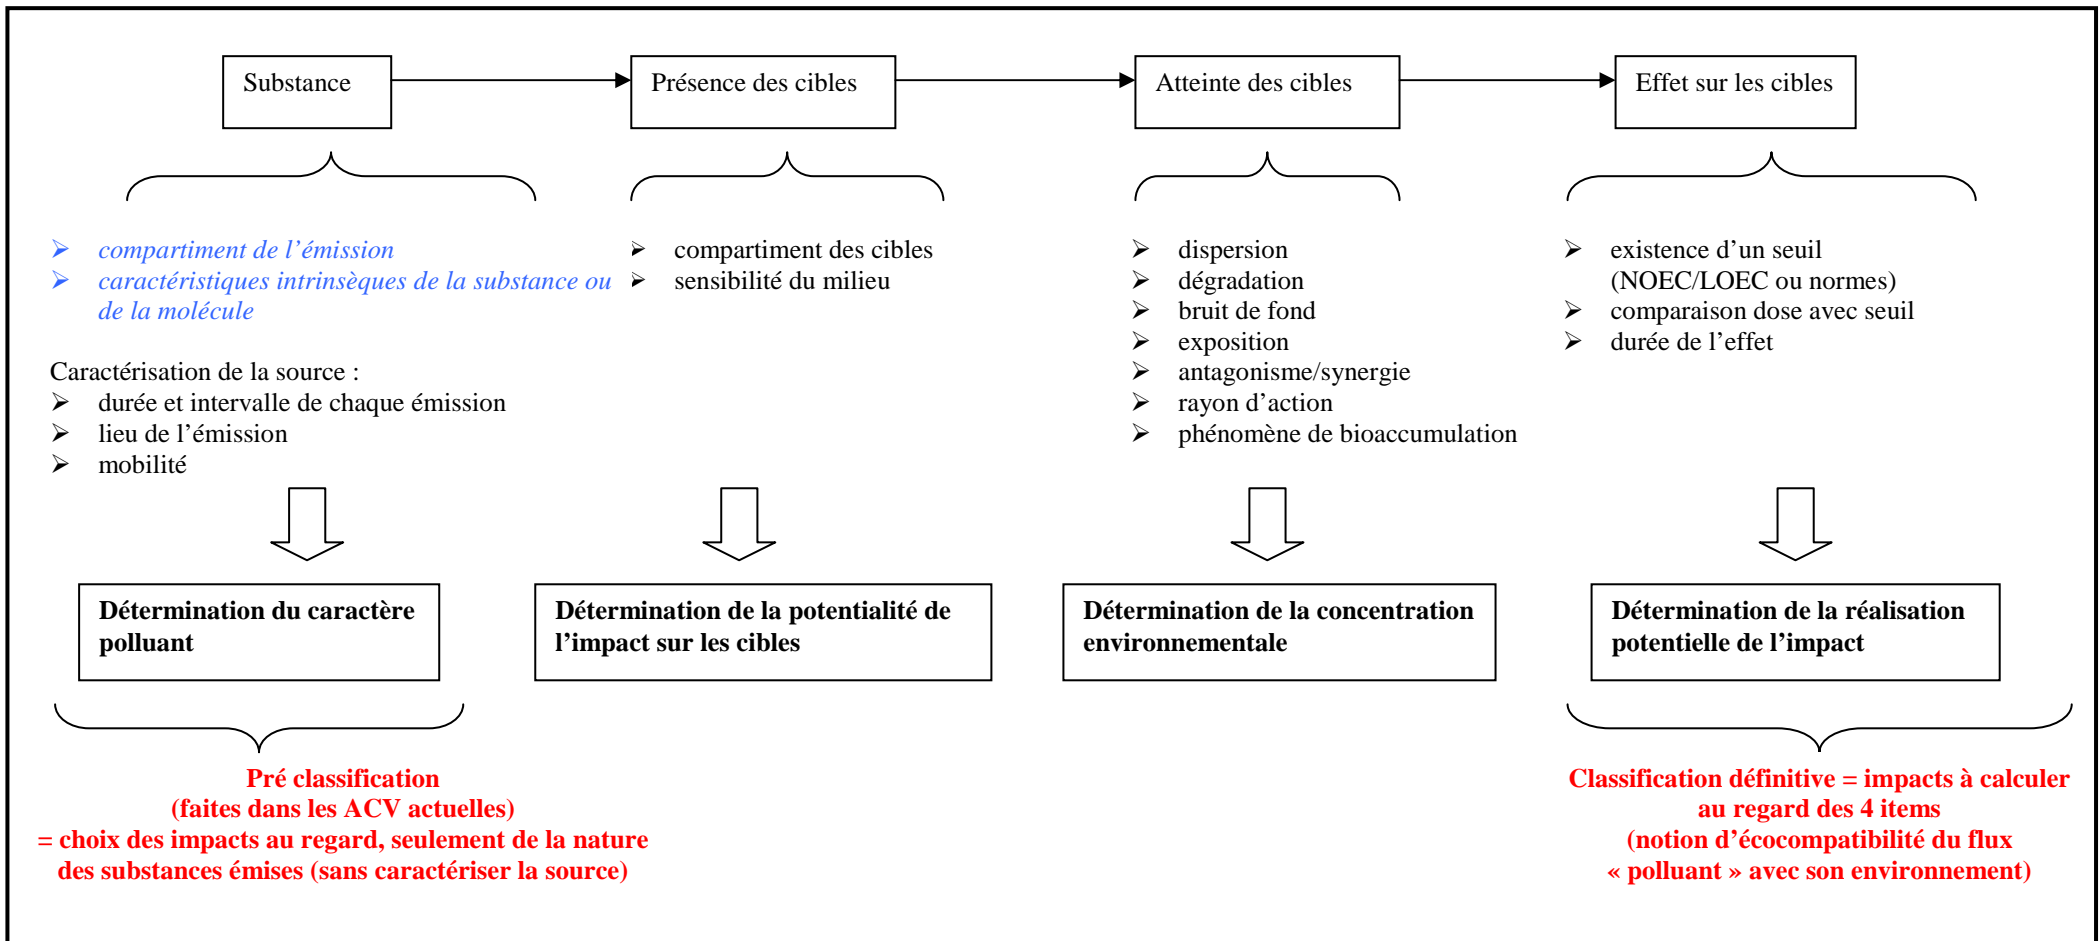 Substance
Présence des cibles
Atteinte des cibles
Effet sur les cibles
➢ compartiment de l’émission
➢ caractéristiques intrinsèques de la substance ou
de la molécule
Caractérisation de la source :
➢ durée et intervalle de chaque émission
➢ lieu de l’émission
➢ mobilité
➢ compartiment des cibles
➢ sensibilité du milieu
➢ dispersion
➢ dégradation
➢ bruit de fond
➢ exposition
➢ antagonisme/synergie
➢ rayon d’action
➢ phénomène de bioaccumulation
➢ existence d’un seuil
(NOEC/LOEC ou normes)
➢ comparaison dose avec seuil
➢ durée de l’effet
Détermination du caractère
polluant
Détermination de la potentialité de
l’impact sur les cibles
Détermination de la concentration
environnementale
Détermination de la réalisation
potentielle de l’impact
Pré classification
(faites dans les ACV actuelles)
= choix des impacts au regard, seulement de la nature
des substances émises (sans caractériser la source)
Classification définitive = impacts à calculer
au regard des 4 items
(notion d’écocompatibilité du flux
« polluant » avec son environnement)